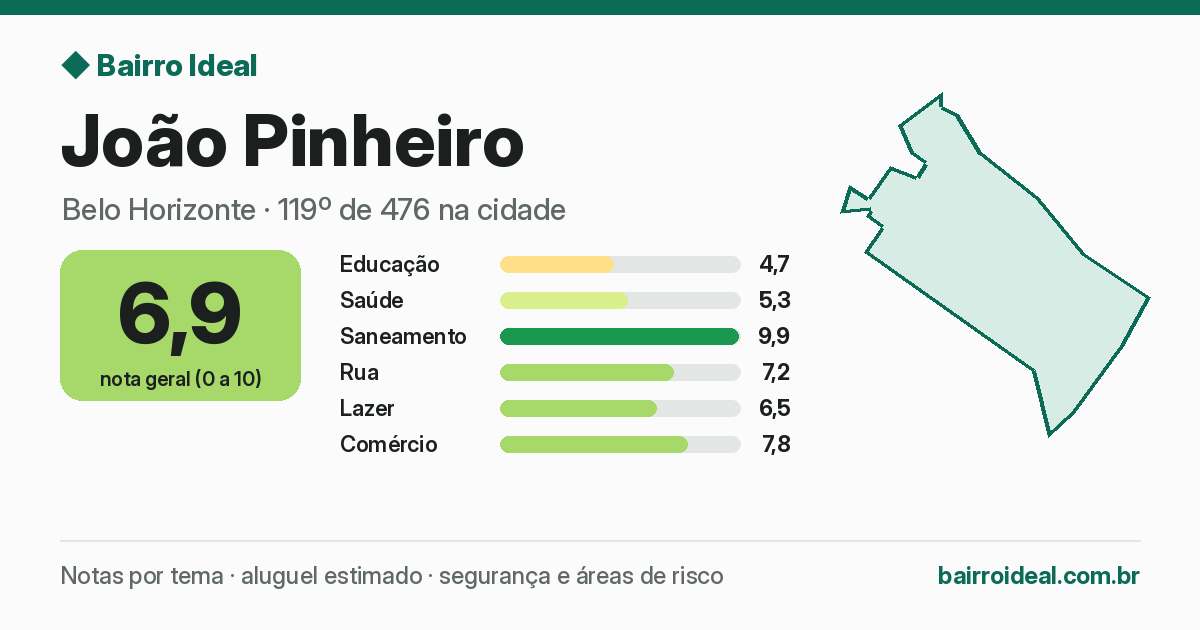 Bairro Ideal
João Pinheiro
Belo Horizonte · 119º de 476 na cidade
6,9
nota geral (0 a 10)
Educação 4,7
Saúde 5,3
Saneamento 9,9
Rua 7,2
Lazer 6,5
Comércio 7,8
Notas por tema · aluguel estimado · segurança e áreas de risco
bairroideal.com.br